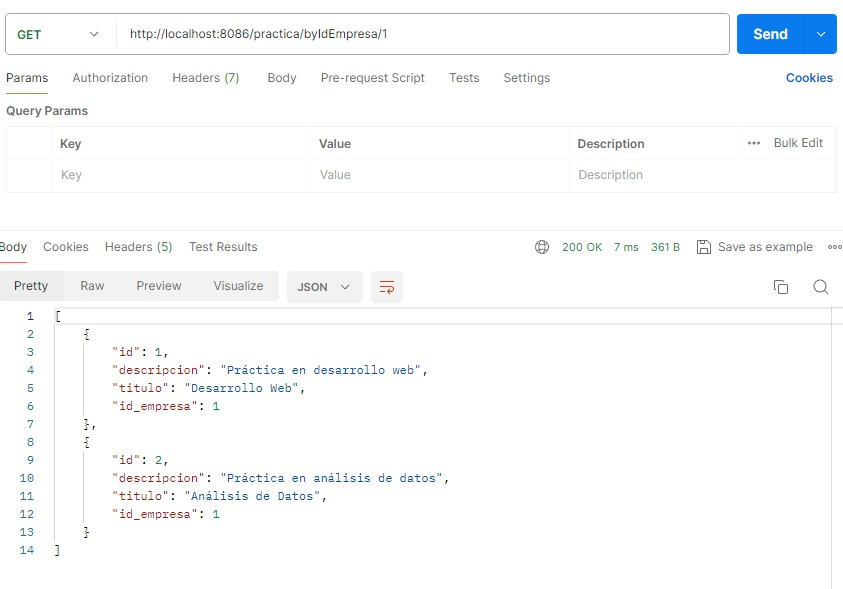 GET http://localhost:8086/practica/byIdEmpresa/1 Send
Params Authorization Headers (7) Body Pre-request Script Tests Settings Cookies
Query Params
Key Value Description ••• Bulk Edit
Key Value Description
Body Cookies Headers (5) Test Results 200 OK 7 ms 361 B Save as example
Pretty Raw Preview Visualize JSON
1 [
2 {
3 "id": 1,
4 "descripcion": "Práctica en desarrollo web",
5 "titulo": "Desarrollo Web",
6 "id_empresa": 1
7 },
8 {
9 "id": 2,
10 "descripcion": "Práctica en análisis de datos",
11 "titulo": "Análisis de Datos",
12 "id_empresa": 1
13 }
14 ]